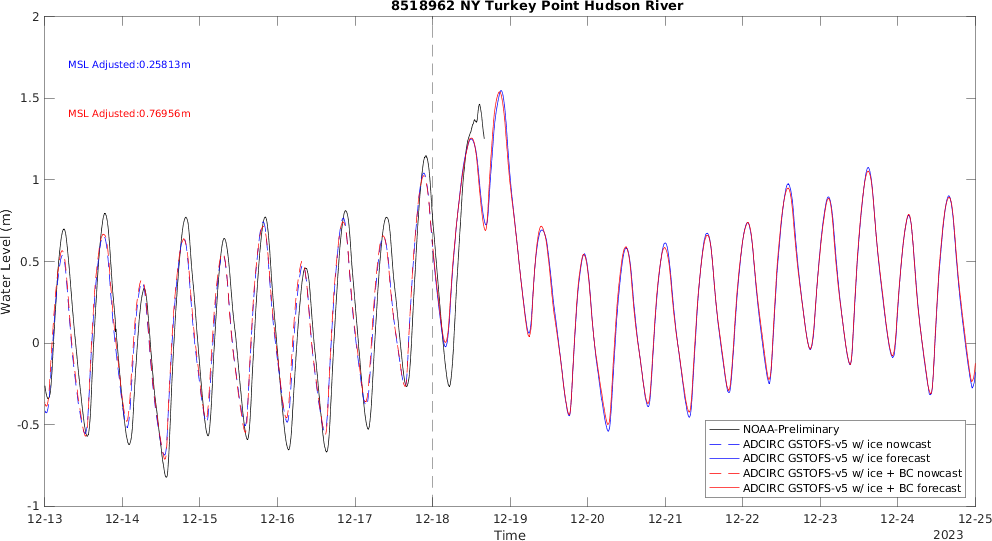 8518962 NY Turkey Point Hudson River
2
MSL Adjusted:0.25813m
1.5
MSL Adjusted:0.76956m
1
0.5
0
-0.5
-1
Water Level (m)
NOAA-Preliminary
ADCIRC GSTOFS-v5 w/ ice nowcast
ADCIRC GSTOFS-v5 w/ ice forecast
ADCIRC GSTOFS-v5 w/ ice + BC nowcast
ADCIRC GSTOFS-v5 w/ ice + BC forecast
12-13 12-14 12-15 12-16 12-17 12-18 12-19 12-20 12-21 12-22 12-23 12-24 12-25
Time
2023